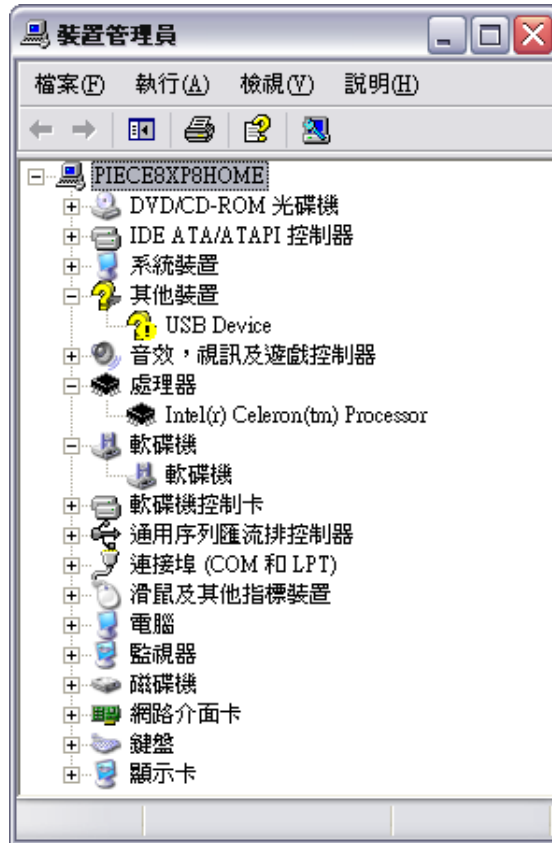 裝置管理員
檔案(F) 執行(A) 檢視(V) 說明(H)
PIECE8XP8HOME
DVD/CD-ROM 光碟機
IDE ATA/ATAPI 控制器
系統裝置
其他裝置
USB Device
音效，視訊及遊戲控制器
處理器
Intel(r) Celeron(tm) Processor
軟碟機
軟碟機
軟碟機控制卡
通用序列匯流排控制器
連接埠 (COM 和 LPT)
滑鼠及其他指標裝置
電腦
監視器
磁碟機
網路介面卡
鍵盤
顯示卡